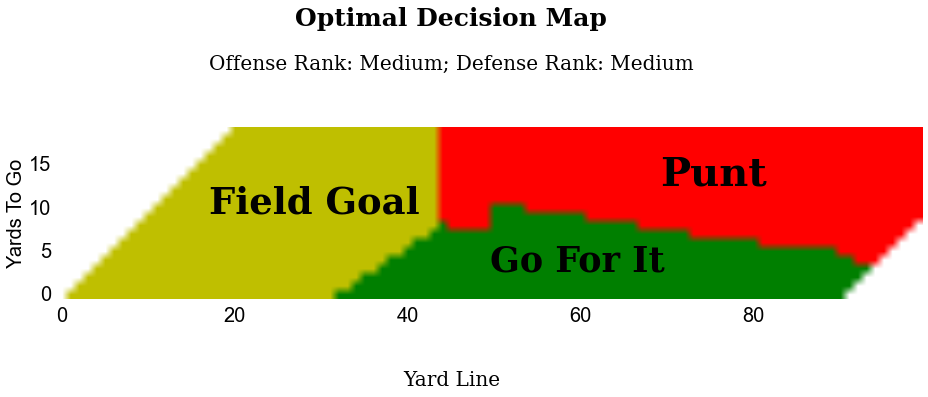 Optimal Decision Map
Offense Rank: Medium; Defense Rank: Medium
Yards To Go
15
10
5
0
Field Goal
Punt
Go For It
0 20 40 60 80
Yard Line